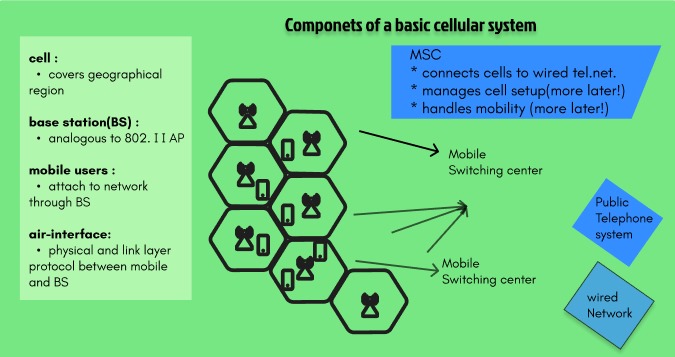 Componets of a basic cellular system
cell :
• covers geographical
region
base station(BS) :
• analogous to 802. I I AP
mobile users :
• attach to network
through BS
air-interface:
• physical and link layer
protocol between mobile
and BS
MSC
* connects cells to wired tel.net.
* manages cell setup(more later!)
* handles mobility (more later!)
Mobile
Switching center
Mobile
Switching center
Public
Telephone
system
wired
Network